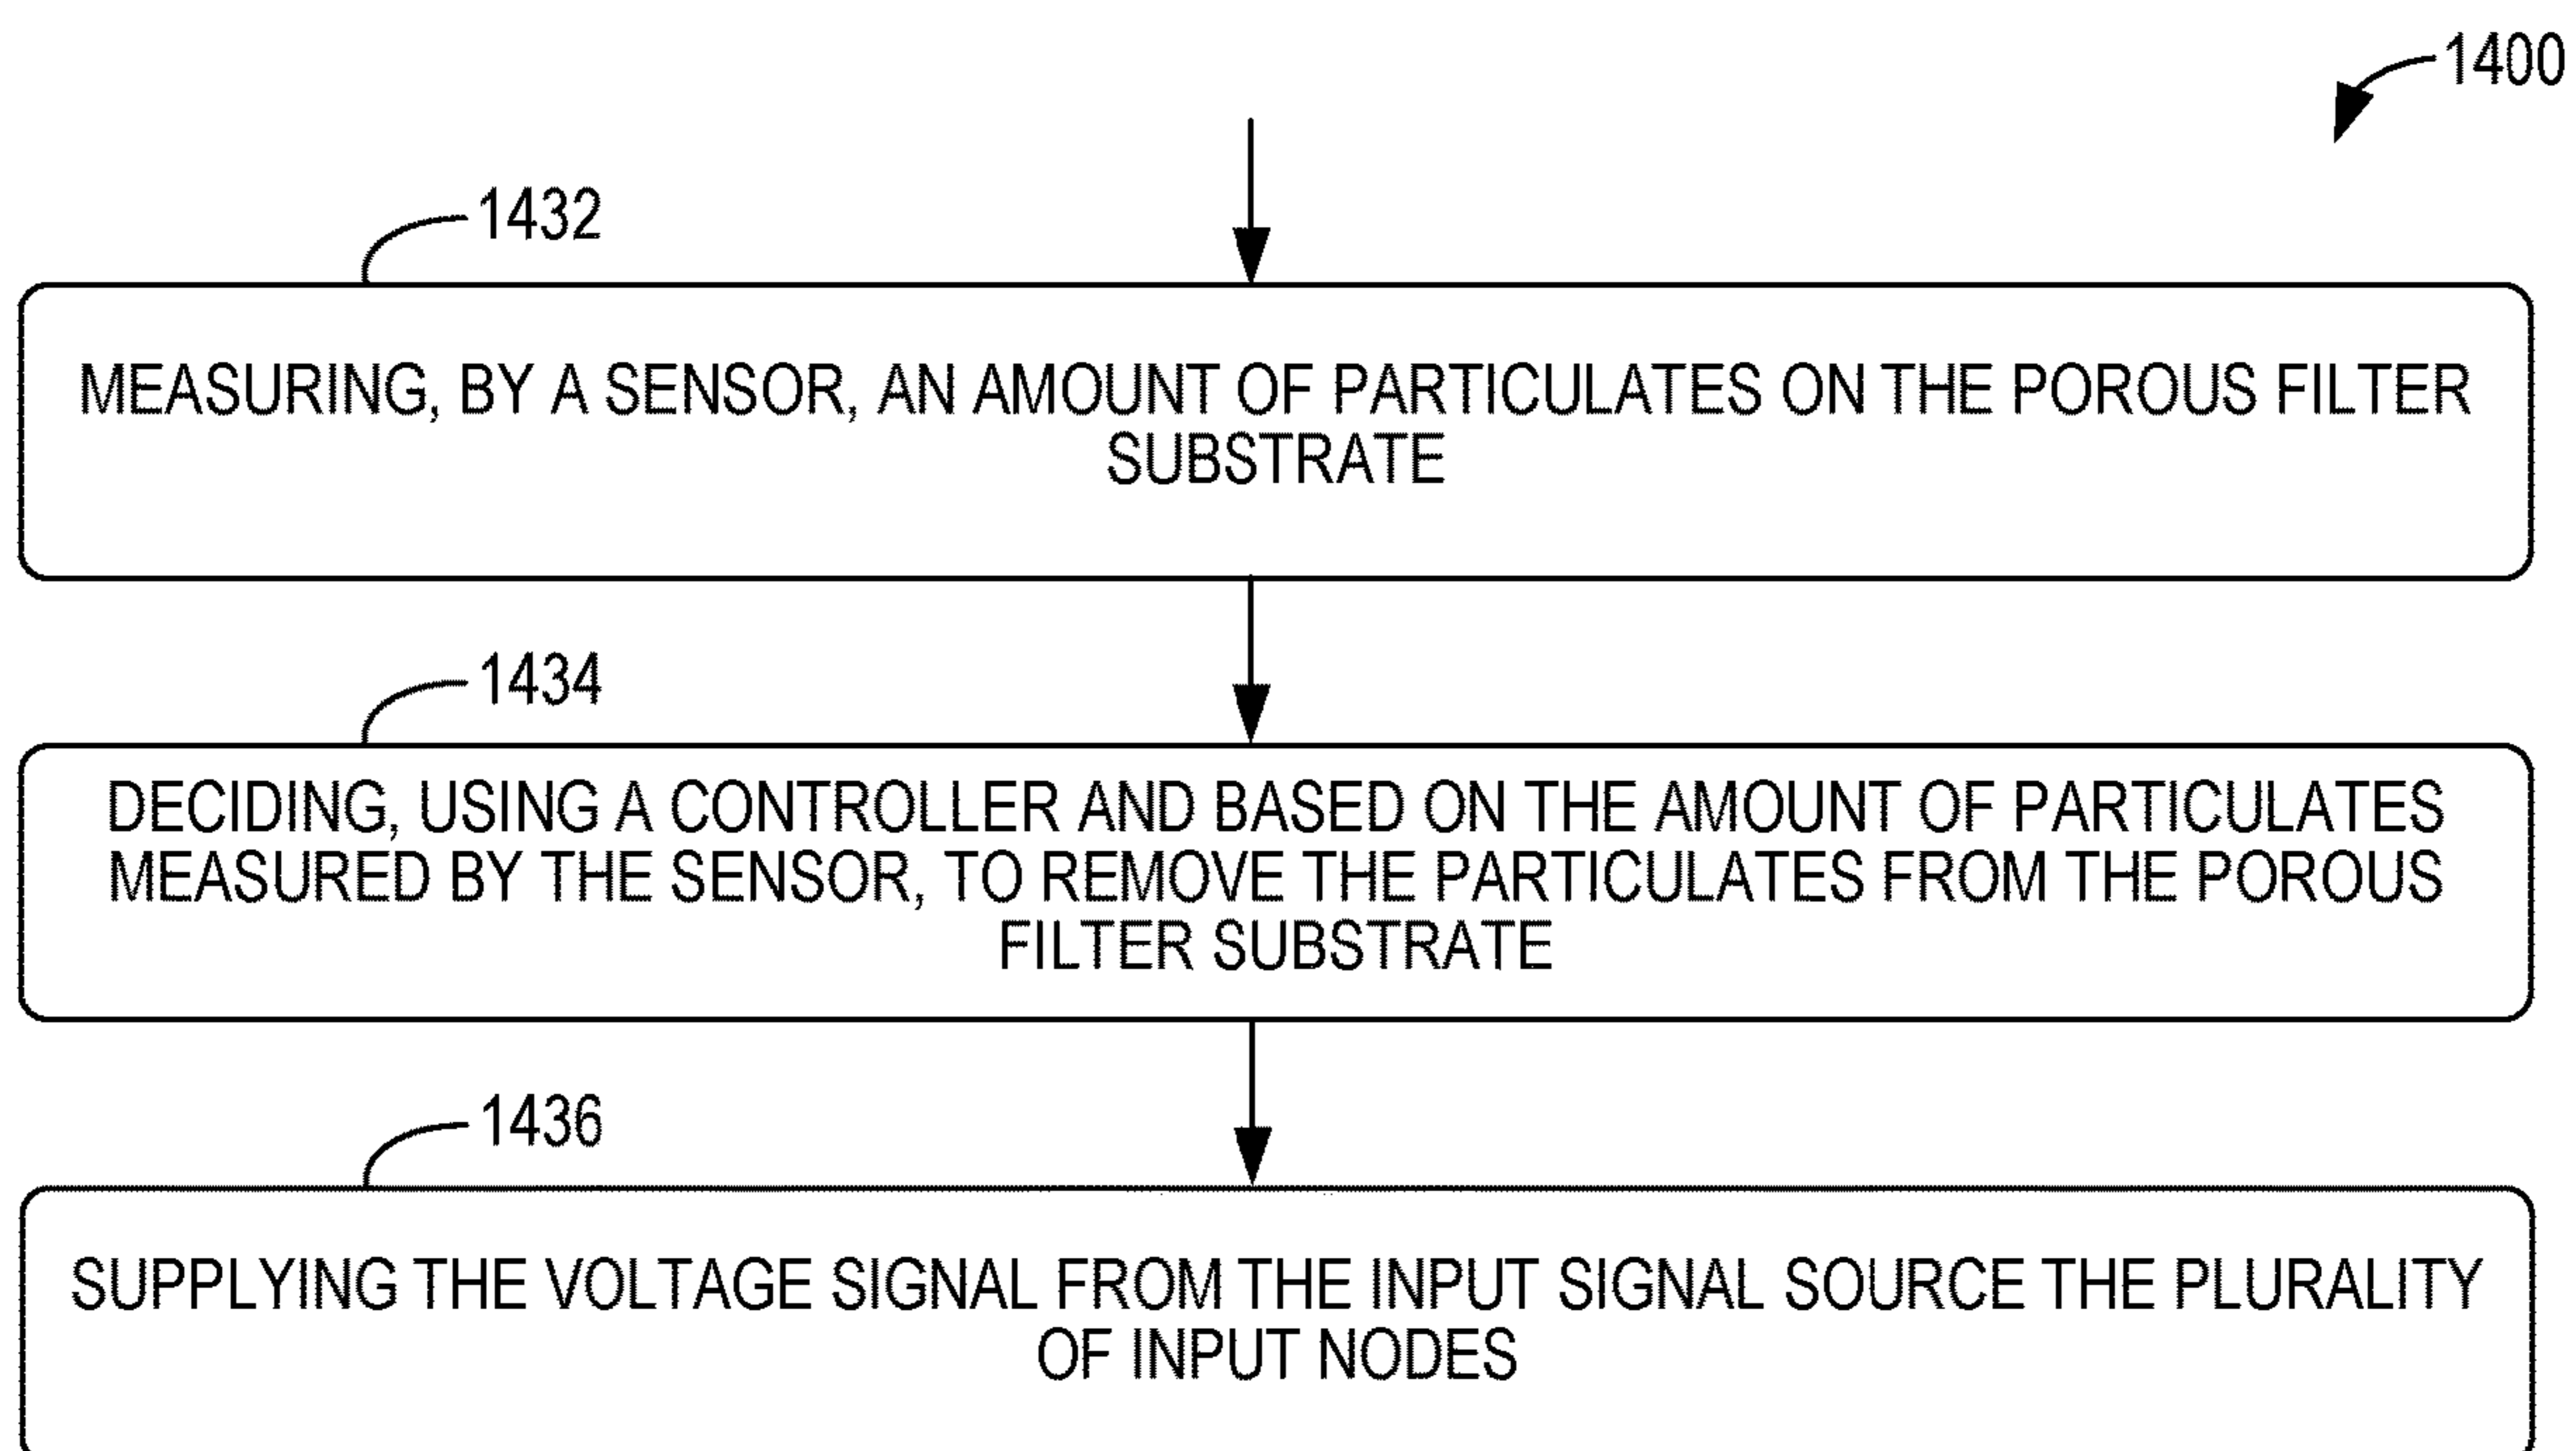 1400
1432
MEASURING, BY A SENSOR, AN AMOUNT OF PARTICULATES ON THE POROUS FILTER
SUBSTRATE
1434
DECIDING, USING A CONTROLLER AND BASED ON THE AMOUNT OF PARTICULATES
MEASURED BY THE SENSOR, TO REMOVE THE PARTICULATES FROM THE POROUS
FILTER SUBSTRATE
1436
SUPPLYING THE VOLTAGE SIGNAL FROM THE INPUT SIGNAL SOURCE THE PLURALITY
OF INPUT NODES